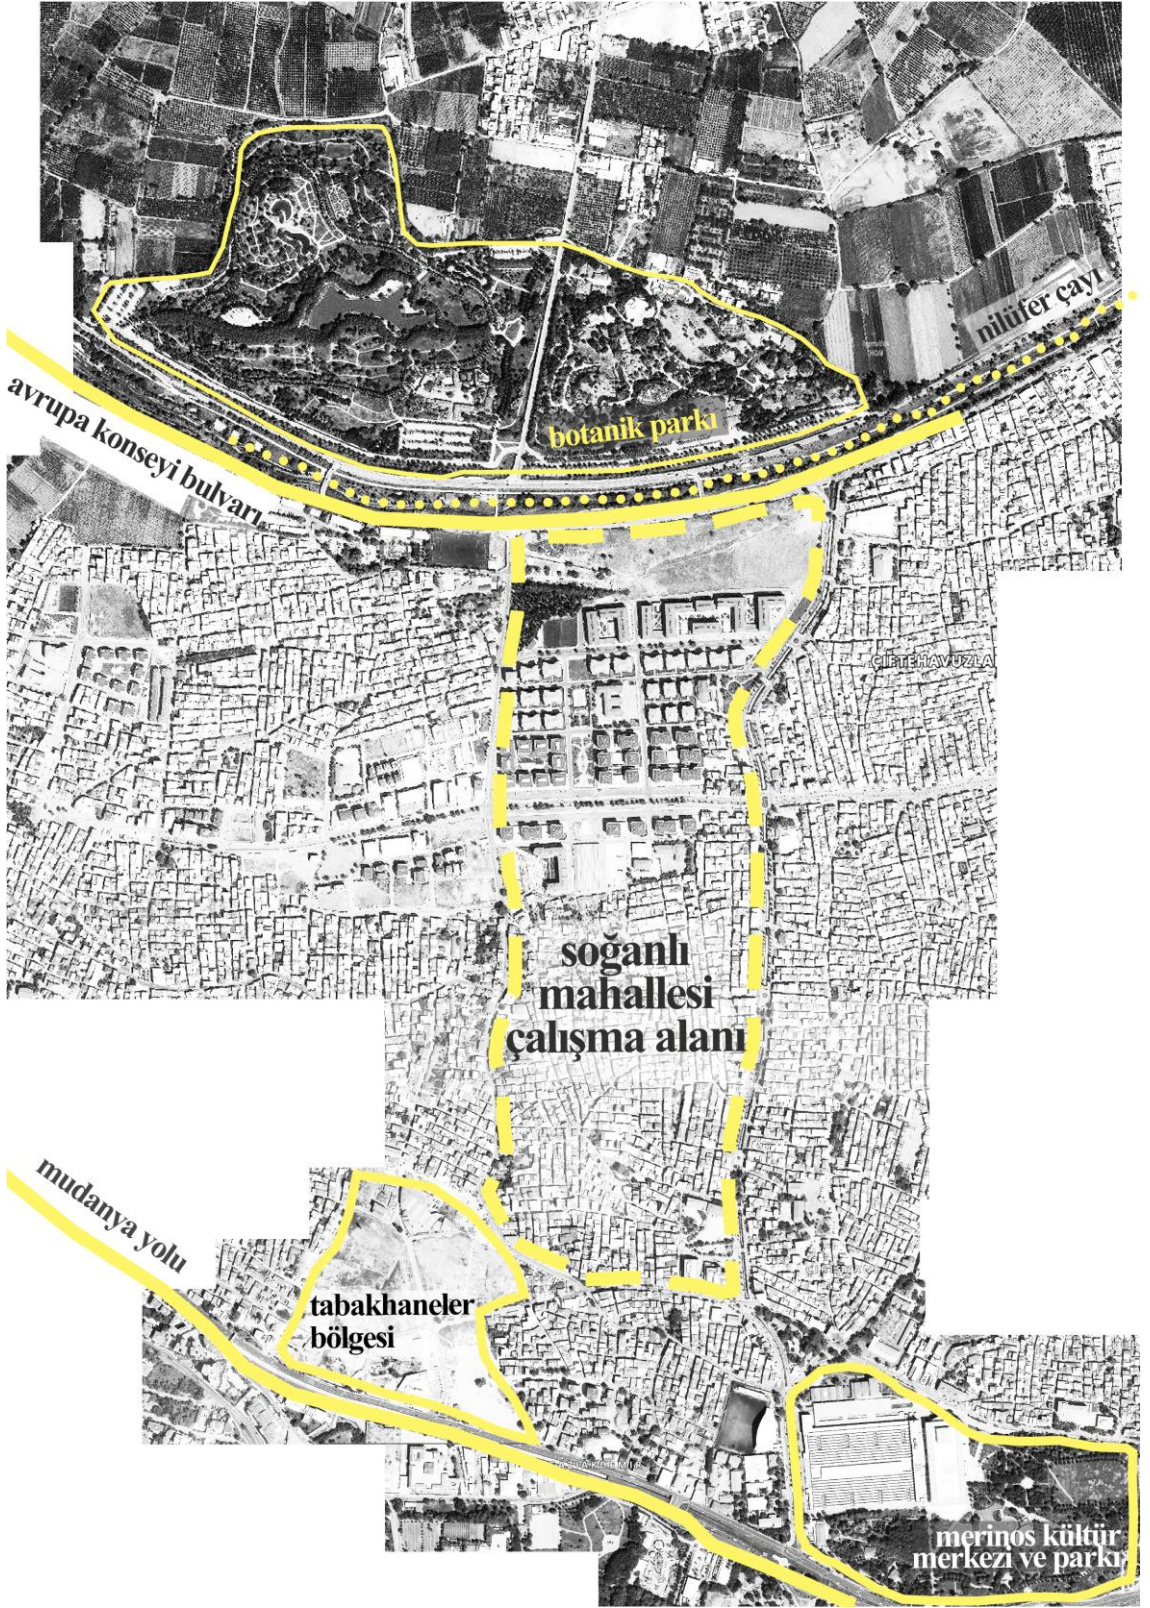 nilüfer çayı
avrupa konseyi bulvarı
botanik parkı
ÇİFTEHAVUZLA
soğanlı
mahallesi
çalışma alanı
mudanya yolu
tabakhaneler
bölgesi
merinos kültür
merkezi ve parkı